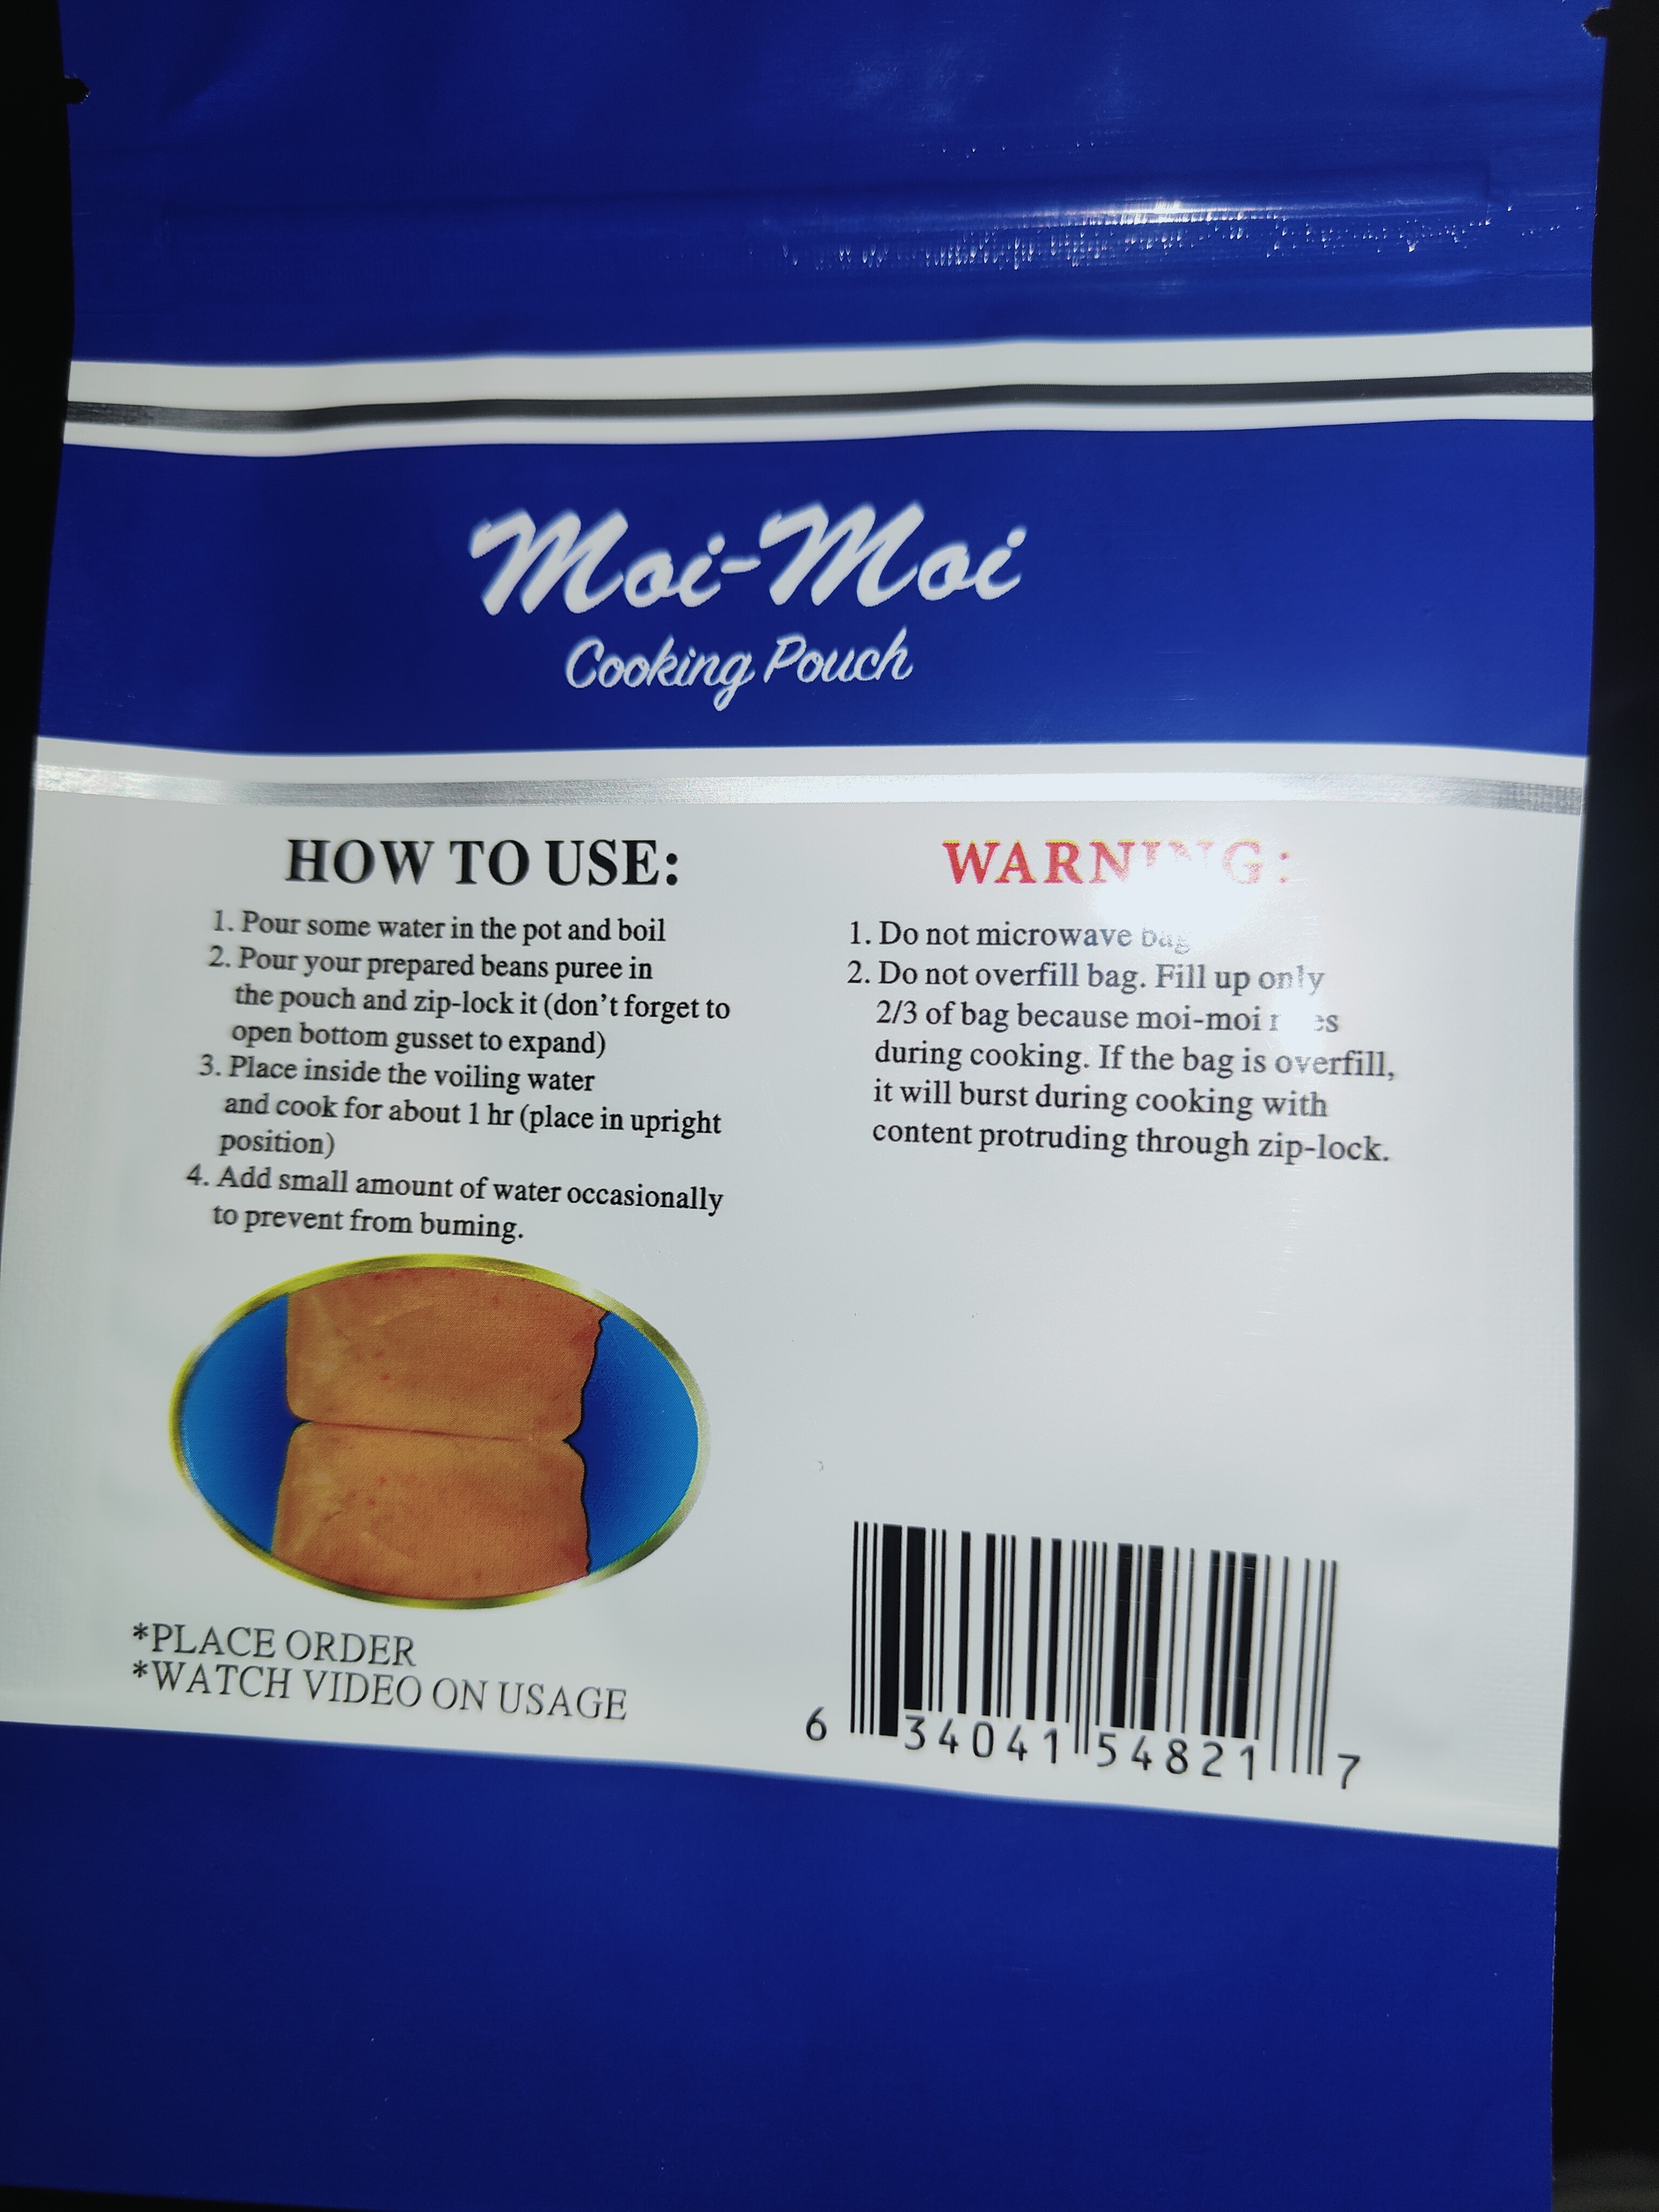 Moi-Moi
Cooking Pouch
HOW TO USE:
1. Pour some water in the pot and boil
2. Pour your prepared beans puree in
the pouch and zip-lock it (don't forget to
open bottom gusset to expand)
3. Place inside the voiling water
and cook for about 1 hr (place in upright
position)
4. Add small amount of water occasionally
to prevent from buming.
*PLACE ORDER
*WATCH VIDEO ON USAGE
WARNING:
1. Do not microwave bag
2. Do not overfill bag. Fill up only
2/3 of bag because moi-moi
during cooking. If the bag is overfill,
it will burst during cooking with
content protruding through zip-lock.
6 34041 54821 7